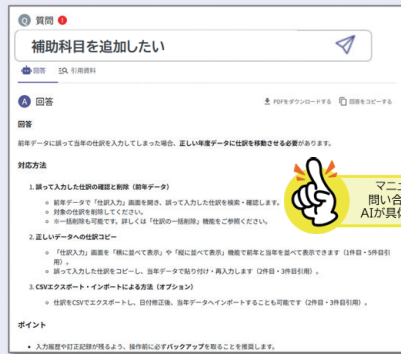 Q 質問 !
補助科目を追加したい
回答 引用資料
A 回答 PDFをダウンロードする 回答をコピーする
回答
前年データに誤って当年の仕訳を入力してしまった場合、正しい年度データに仕訳を移動させる必要があります。
対応方法
1. 誤って入力した仕訳の確認と削除（前年データ）
○ 前年データで「仕訳入力」画面を開き、誤って入力した仕訳を検索・確認します。
○ 対象の仕訳を削除してください。
○ ※一括削除も可能です。詳しくは「仕訳の一括削除」機能をご参照ください。
2. 正しいデータへの仕訳コピー
○ 「仕訳入力」画面を「横に並べて表示」や「縦に並べて表示」機能で前年と当年を並べて表示できます（1件目・5件目引
用）。
○ 誤って入力した仕訳をコピーし、当年データで貼り付け・再入力します（2件目・3件目引用）。
3. CSVエクスポート・インポートによる方法（オプション）
○ 仕訳をCSVでエクスポートし、日付修正後、当年データへインポートすることも可能です（2件目・3件目引用）。
ポイント
• 入力履歴や訂正記録が残るよう、操作前に必ずバックアップを取ることを推奨します。
マニュ
問い合
AIが具体